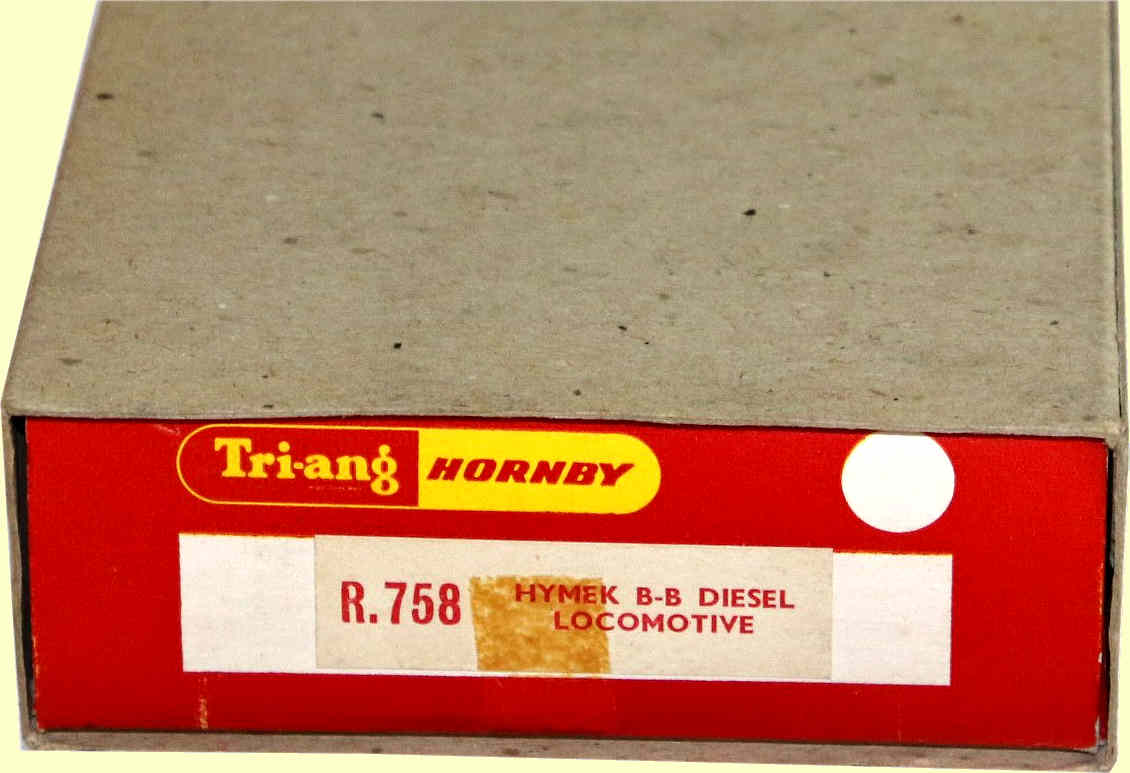 Tri-ang HORNBY
R.758 HYMEK B-B DIESEL
LOCOMOTIVE